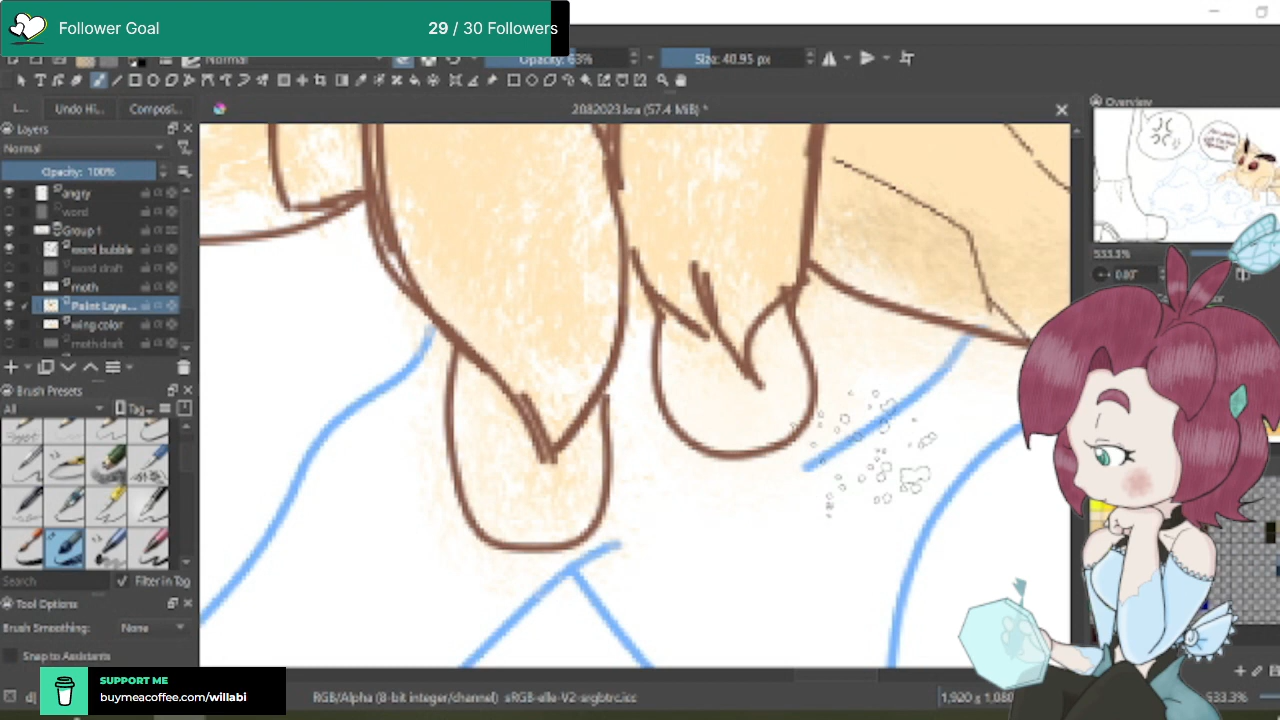 Follower Goal
29 / 30 Followers
Normal
Opacity: 63%
Size: 40.95 px
L...
Undo Hi...
Composi...
2082023.kra (57.4 MiB) *
Overview
Layers
Normal
Opacity: 100%
angry
word
Group 1
word bubble
word draft
moth
Paint Laye...
wing color
moth draft
533.3%
0.00°
Brush Presets
All
Tag
Search
Filter in Tag
Tool Options
Brush Smoothing:
None
Snap to Assistants
SUPPORT ME
buymeacoffee.com/willabi
RGB/Alpha (8-bit integer/channel) sRGB-elle-V2-srgbtrc.icc
1,920 x 1,080
533.3%